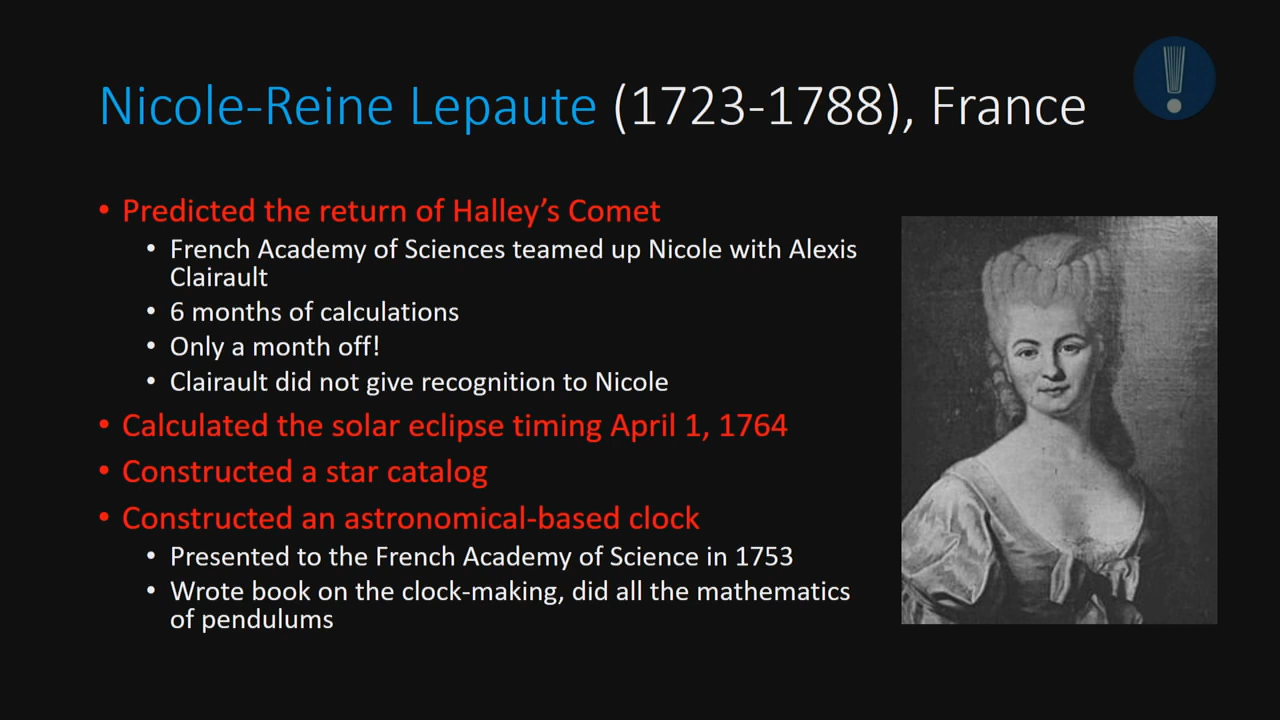 Nicole-Reine Lepaute (1723-1788), France
• Predicted the return of Halley’s Comet
• French Academy of Sciences teamed up Nicole with Alexis
Clairault
• 6 months of calculations
• Only a month off!
• Clairault did not give recognition to Nicole
• Calculated the solar eclipse timing April 1, 1764
• Constructed a star catalog
• Constructed an astronomical-based clock
• Presented to the French Academy of Science in 1753
• Wrote book on the clock-making, did all the mathematics
of pendulums